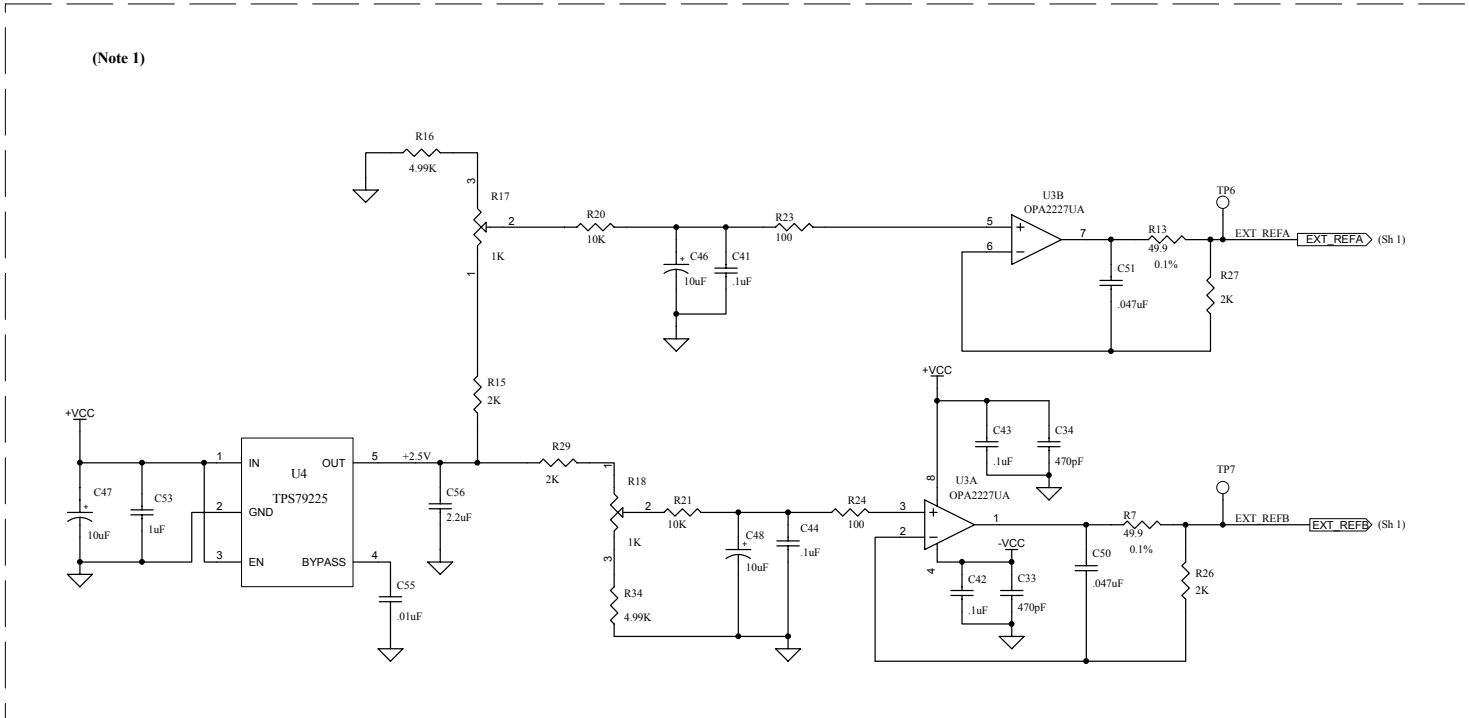 (Note 1)
R16
4.99K
3
R17
2
1K
1
R20
10K
C46
+
10uF
C41
.1uF
R23
100
U3B
OPA2227UA
5
+
6
−
7
C51
.047uF
R13
49.9
0.1%
TP6
EXT_REFA
EXT_REFA
(Sh 1)
R27
2K
R15
2K
+VCC
C47
+
10uF
C53
1uF
1
IN
2
GND
3
EN
U4
TPS79225
OUT
5
BYPASS
4
+2.5V
C55
.01uF
C56
2.2uF
R29
2K
1
R18
2
1K
3
R34
4.99K
R21
10K
C48
+
10uF
C44
.1uF
R24
100
+VCC
C43
.1uF
C34
470pF
8
U3A
OPA2227UA
3
+
2
−
1
4
-VCC
C42
.1uF
C33
470pF
C50
.047uF
R7
49.9
0.1%
TP7
EXT_REFB
EXT_REFB
(Sh 1)
R26
2K